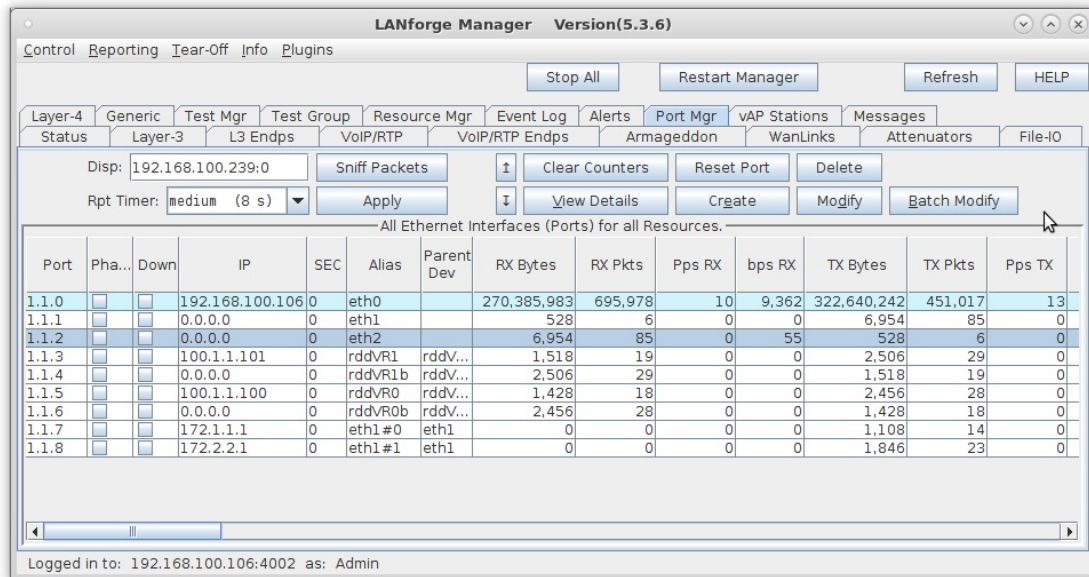 LANforge Manager Version(5.3.6)
Control Reporting Tear-Off Info Plugins
Stop All Restart Manager Refresh HELP
Layer-4 Generic Test Mgr Test Group Resource Mgr Event Log Alerts Port Mgr vAP Stations Messages
Status Layer-3 L3 Endps VoIP/RTP VoIP/RTP Endps Armageddon WanLinks Attenuators File-IO
Disp: 192.168.100.239:0 Sniff Packets ↥ Clear Counters Reset Port Delete
Rpt Timer: medium (8 s) Apply ↧ View Details Create Modify Batch Modify
All Ethernet Interfaces (Ports) for all Resources.
Port Pha... Down IP SEC Alias Parent Dev RX Bytes RX Pkts Pps RX bps RX TX Bytes TX Pkts Pps TX
1.1.0 192.168.100.106 0 eth0 270,385,983 695,978 10 9,362 322,640,242 451,017 13
1.1.1 0.0.0.0 0 eth1 528 6 0 0 6,954 85 0
1.1.2 0.0.0.0 0 eth2 6,954 85 0 55 528 6 0
1.1.3 100.1.1.101 0 rddVR1 rddV... 1,518 19 0 0 2,506 29 0
1.1.4 0.0.0.0 0 rddVR1b rddV... 2,506 29 0 0 1,518 19 0
1.1.5 100.1.1.100 0 rddVR0 rddV... 1,428 18 0 0 2,456 28 0
1.1.6 0.0.0.0 0 rddVR0b rddV... 2,456 28 0 0 1,428 18 0
1.1.7 172.1.1.1 0 eth1#0 eth1 0 0 0 0 1,108 14 0
1.1.8 172.2.2.1 0 eth1#1 eth1 0 0 0 0 1,846 23 0
Logged in to: 192.168.100.106:4002 as: Admin